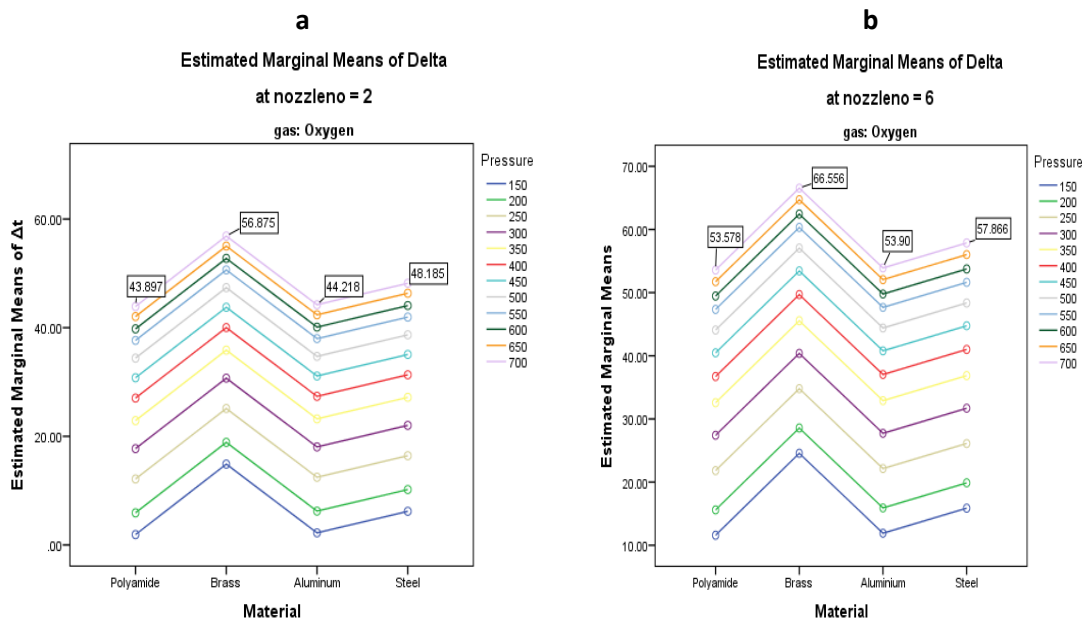 a
Estimated Marginal Means of Delta
at nozzleno = 2
gas: Oxygen
Estimated Marginal Means of Δt
60.00
40.00
20.00
.00
43.897
56.875
44.218
48.185
Polyamide
Brass
Aluminum
Steel
Material
Pressure
150
200
250
300
350
400
450
500
550
600
650
700
b
Estimated Marginal Means of Delta
at nozzleno = 6
gas: Oxygen
Estimated Marginal Means
70.00
60.00
50.00
40.00
30.00
20.00
10.00
53.578
66.556
53.90
57.866
Polyamide
Brass
Aluminium
Steel
Material
Pressure
150
200
250
300
350
400
450
500
550
600
650
700